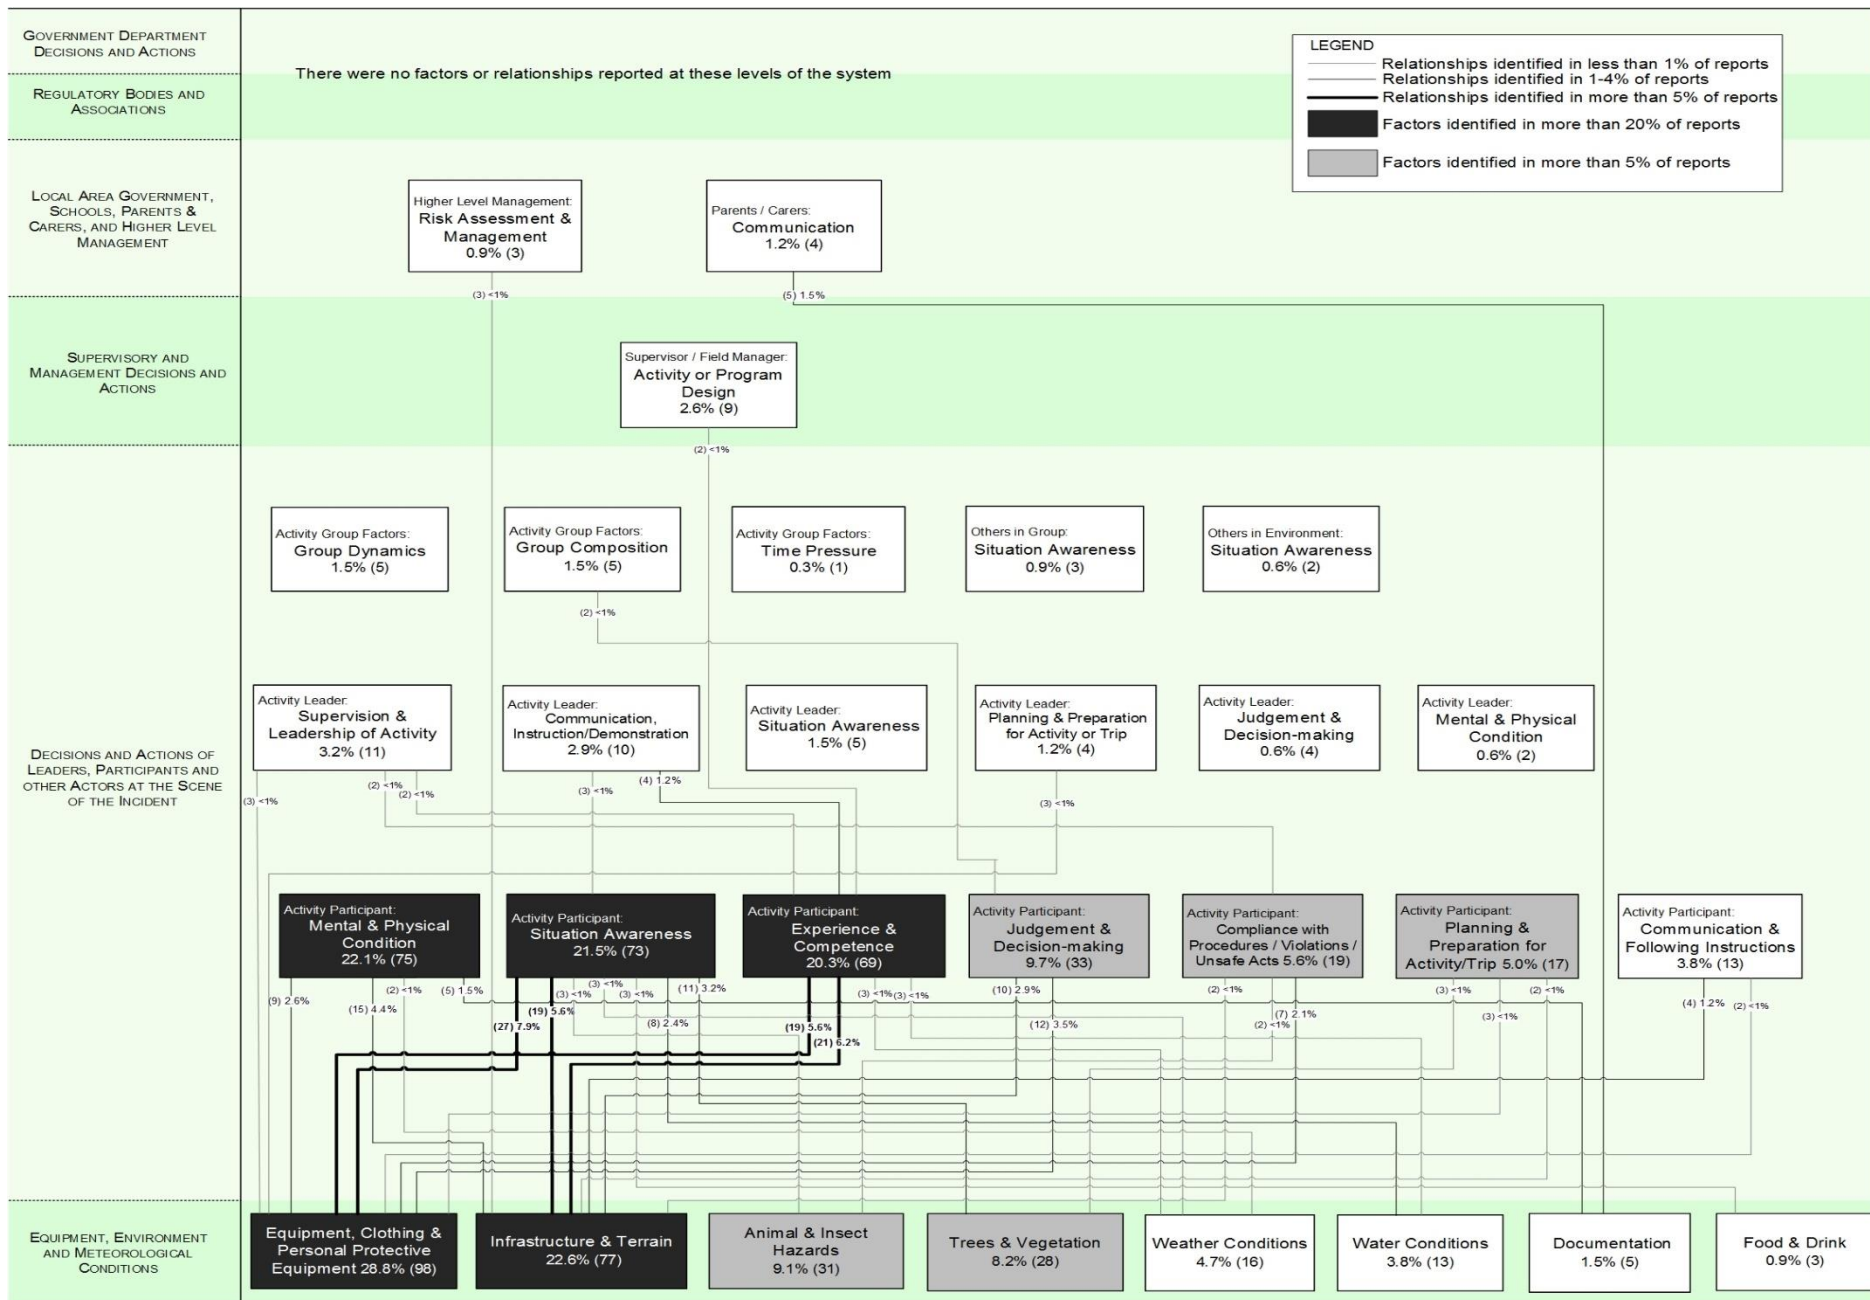 GOVERNMENT DEPARTMENT
DECISIONS AND ACTIONS
There were no factors or relationships reported at these levels of the system
REGULATORY BODIES AND
ASSOCIATIONS
LEGEND
Relationships identified in less than 1% of reports
Relationships identified in 1-4% of reports
Relationships identified in more than 5% of reports
Factors identified in more than 20% of reports
Factors identified in more than 5% of reports
LOCAL AREA GOVERNMENT,
SCHOOLS, PARENTS &
CARERS, AND HIGHER LEVEL
MANAGEMENT
Higher Level Management:
Risk Assessment &
Management
0.9% (3)
Parents / Carers:
Communication
1.2% (4)
(3) <1%
(5) 1.5%
SUPERVISORY AND
MANAGEMENT DECISIONS AND
ACTIONS
Supervisor / Field Manager:
Activity or Program
Design
2.6% (9)
(2) <1%
DECISIONS AND ACTIONS OF
LEADERS, PARTICIPANTS AND
OTHER ACTORS AT THE SCENE
OF THE INCIDENT
Activity Group Factors:
Group Dynamics
1.5% (5)
Activity Group Factors:
Group Composition
1.5% (5)
Activity Group Factors:
Time Pressure
0.3% (1)
Others in Group:
Situation Awareness
0.9% (3)
Others in Environment:
Situation Awareness
0.6% (2)
(2) <1%
Activity Leader:
Supervision &
Leadership of Activity
3.2% (11)
Activity Leader:
Communication,
Instruction/Demonstration
2.9% (10)
Activity Leader:
Situation Awareness
1.5% (5)
Activity Leader:
Planning & Preparation
for Activity or Trip
1.2% (4)
Activity Leader:
Judgement &
Decision-making
0.6% (4)
Activity Leader:
Mental & Physical
Condition
0.6% (2)
(3) <1%
(2) <1%
(2) <1%
(3) <1%
(4) 1.2%
(3) <1%
Activity Participant:
Mental & Physical
Condition
22.1% (75)
Activity Participant:
Situation Awareness
21.5% (73)
Activity Participant:
Experience &
Competence
20.3% (69)
Activity Participant:
Judgement &
Decision-making
9.7% (33)
Activity Participant:
Compliance with
Procedures / Violations /
Unsafe Acts 5.6% (19)
Activity Participant:
Planning &
Preparation for
Activity/Trip 5.0% (17)
Activity Participant:
Communication &
Following Instructions
3.8% (13)
(9) 2.6%
(15) 4.4%
(2) <1%
(5) 1.5%
(27) 7.9%
(19) 5.6%
(3) <1%
(3) <1%
(3) <1%
(8) 2.4%
(11) 3.2%
(19) 5.6%
(21) 6.2%
(3) <1%
(3) <1%
(10) 2.9%
(12) 3.5%
(2) <1%
(2) <1%
(7) 2.1%
(3) <1%
(3) <1%
(2) <1%
(4) 1.2%
(2) <1%
EQUIPMENT, ENVIRONMENT
AND METEOROLOGICAL
CONDITIONS
Equipment, Clothing &
Personal Protective
Equipment 28.8% (98)
Infrastructure & Terrain
22.6% (77)
Animal & Insect
Hazards
9.1% (31)
Trees & Vegetation
8.2% (28)
Weather Conditions
4.7% (16)
Water Conditions
3.8% (13)
Documentation
1.5% (5)
Food & Drink
0.9% (3)